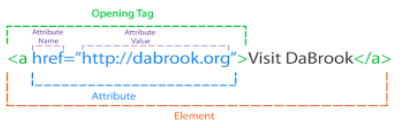 Opening Tag
Attribute Name
Attribute Value
<a href="http://dabrook.org">Visit DaBrook</a>
Attribute
Element